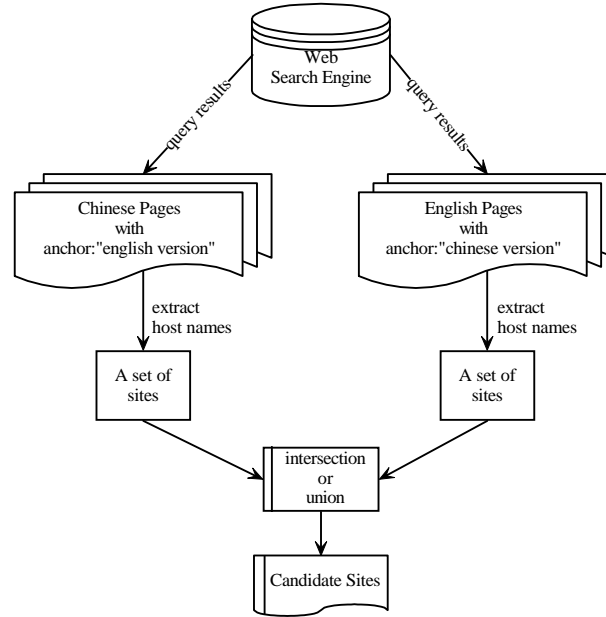 Web
Search Engine
query results
query results
Chinese Pages
with
anchor:"english version"
English Pages
with
anchor:"chinese version"
extract
host names
extract
host names
A set of
sites
A set of
sites
intersection
or
union
Candidate Sites